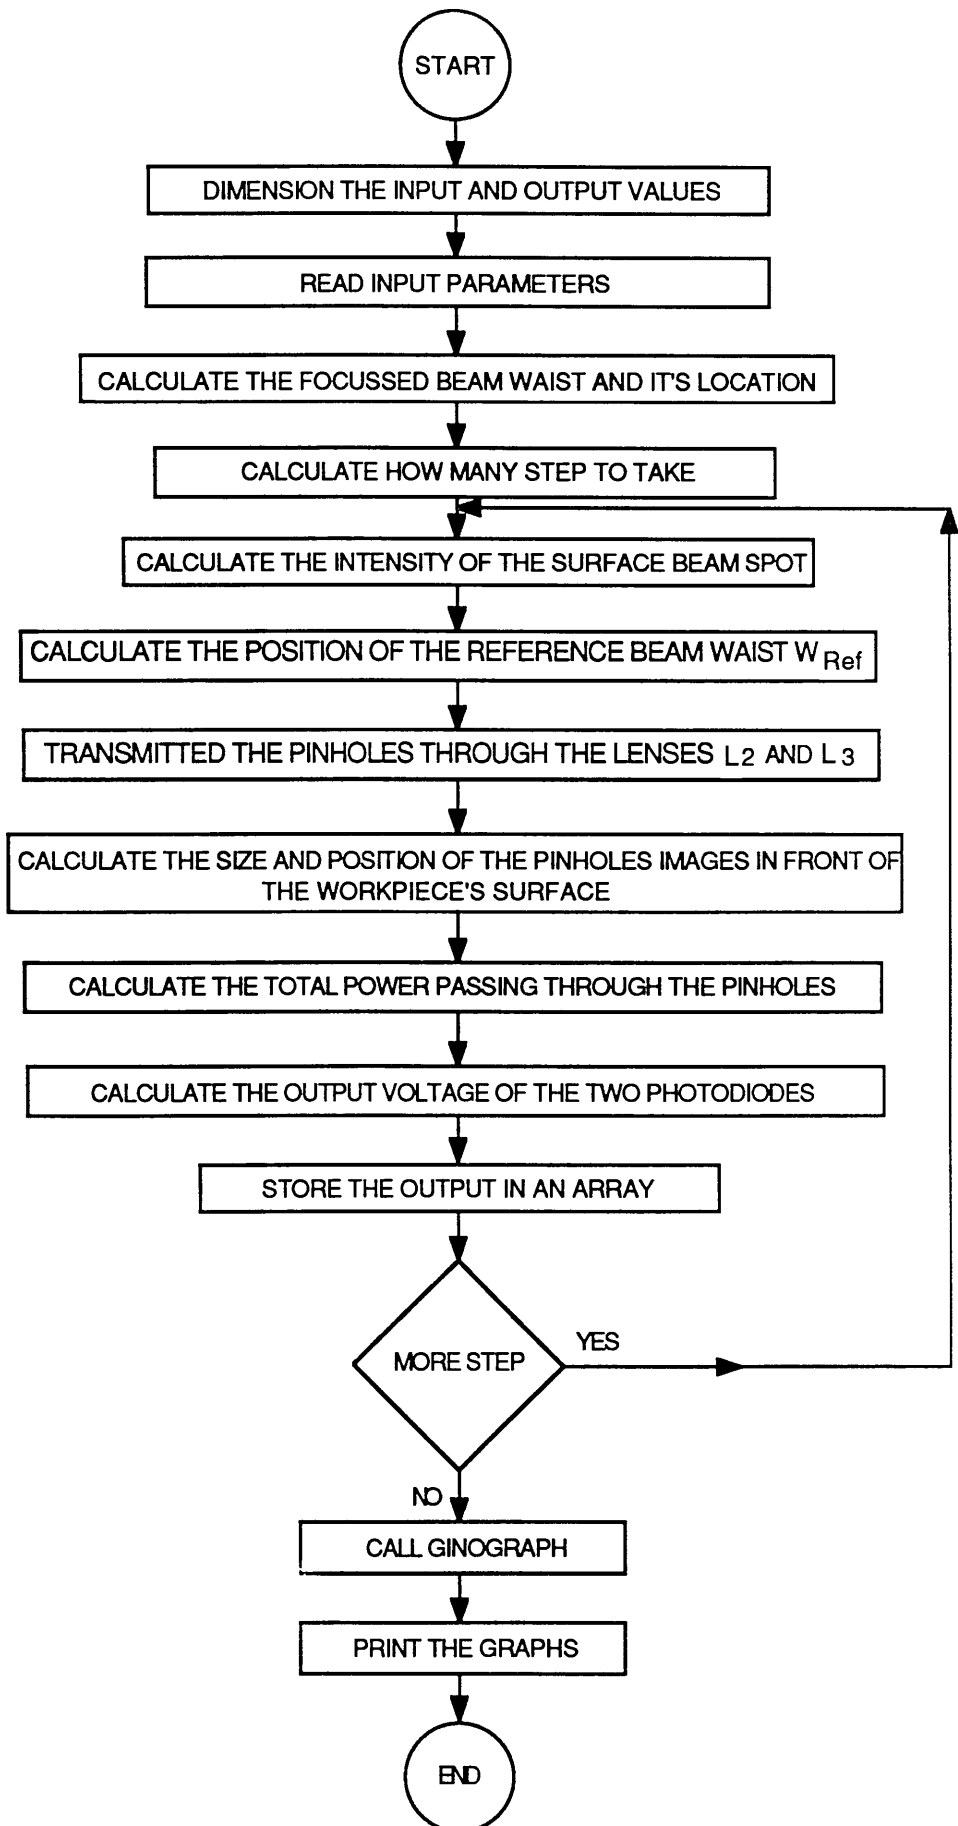 START
DIMENSION THE INPUT AND OUTPUT VALUES
READ INPUT PARAMETERS
CALCULATE THE FOCUSSED BEAM WAIST AND IT'S LOCATION
CALCULATE HOW MANY STEP TO TAKE
CALCULATE THE INTENSITY OF THE SURFACE BEAM SPOT
CALCULATE THE POSITION OF THE REFERENCE BEAM WAIST W Ref
TRANSMITTED THE PINHOLES THROUGH THE LENSES L2 AND L3
CALCULATE THE SIZE AND POSITION OF THE PINHOLES IMAGES IN FRONT OF
THE WORKPIECE'S SURFACE
CALCULATE THE TOTAL POWER PASSING THROUGH THE PINHOLES
CALCULATE THE OUTPUT VOLTAGE OF THE TWO PHOTODIODES
STORE THE OUTPUT IN AN ARRAY
YES
MORE STEP
NO
CALL GINOGRAPH
PRINT THE GRAPHS
END